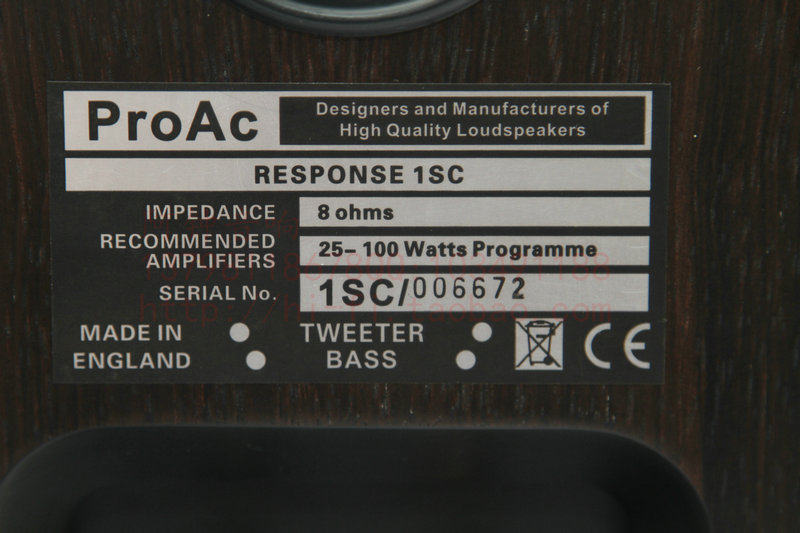 ProAc
Designers and Manufacturers of
High Quality Loudspeakers
RESPONSE 1SC
IMPEDANCE 8 ohms
RECOMMENDED
AMPLIFIERS 25– 100 Watts Programme
SERIAL No. 1SC/006672
MADE IN
ENGLAND
TWEETER
BASS
CE